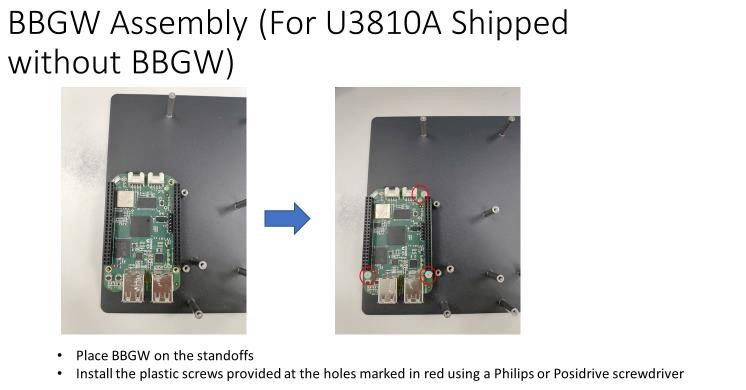 BBGW Assembly (For U3810A Shipped
without BBGW)
• Place BBGW on the standoffs
• Install the plastic screws provided at the holes marked in red using a Philips or Posidrive screwdriver